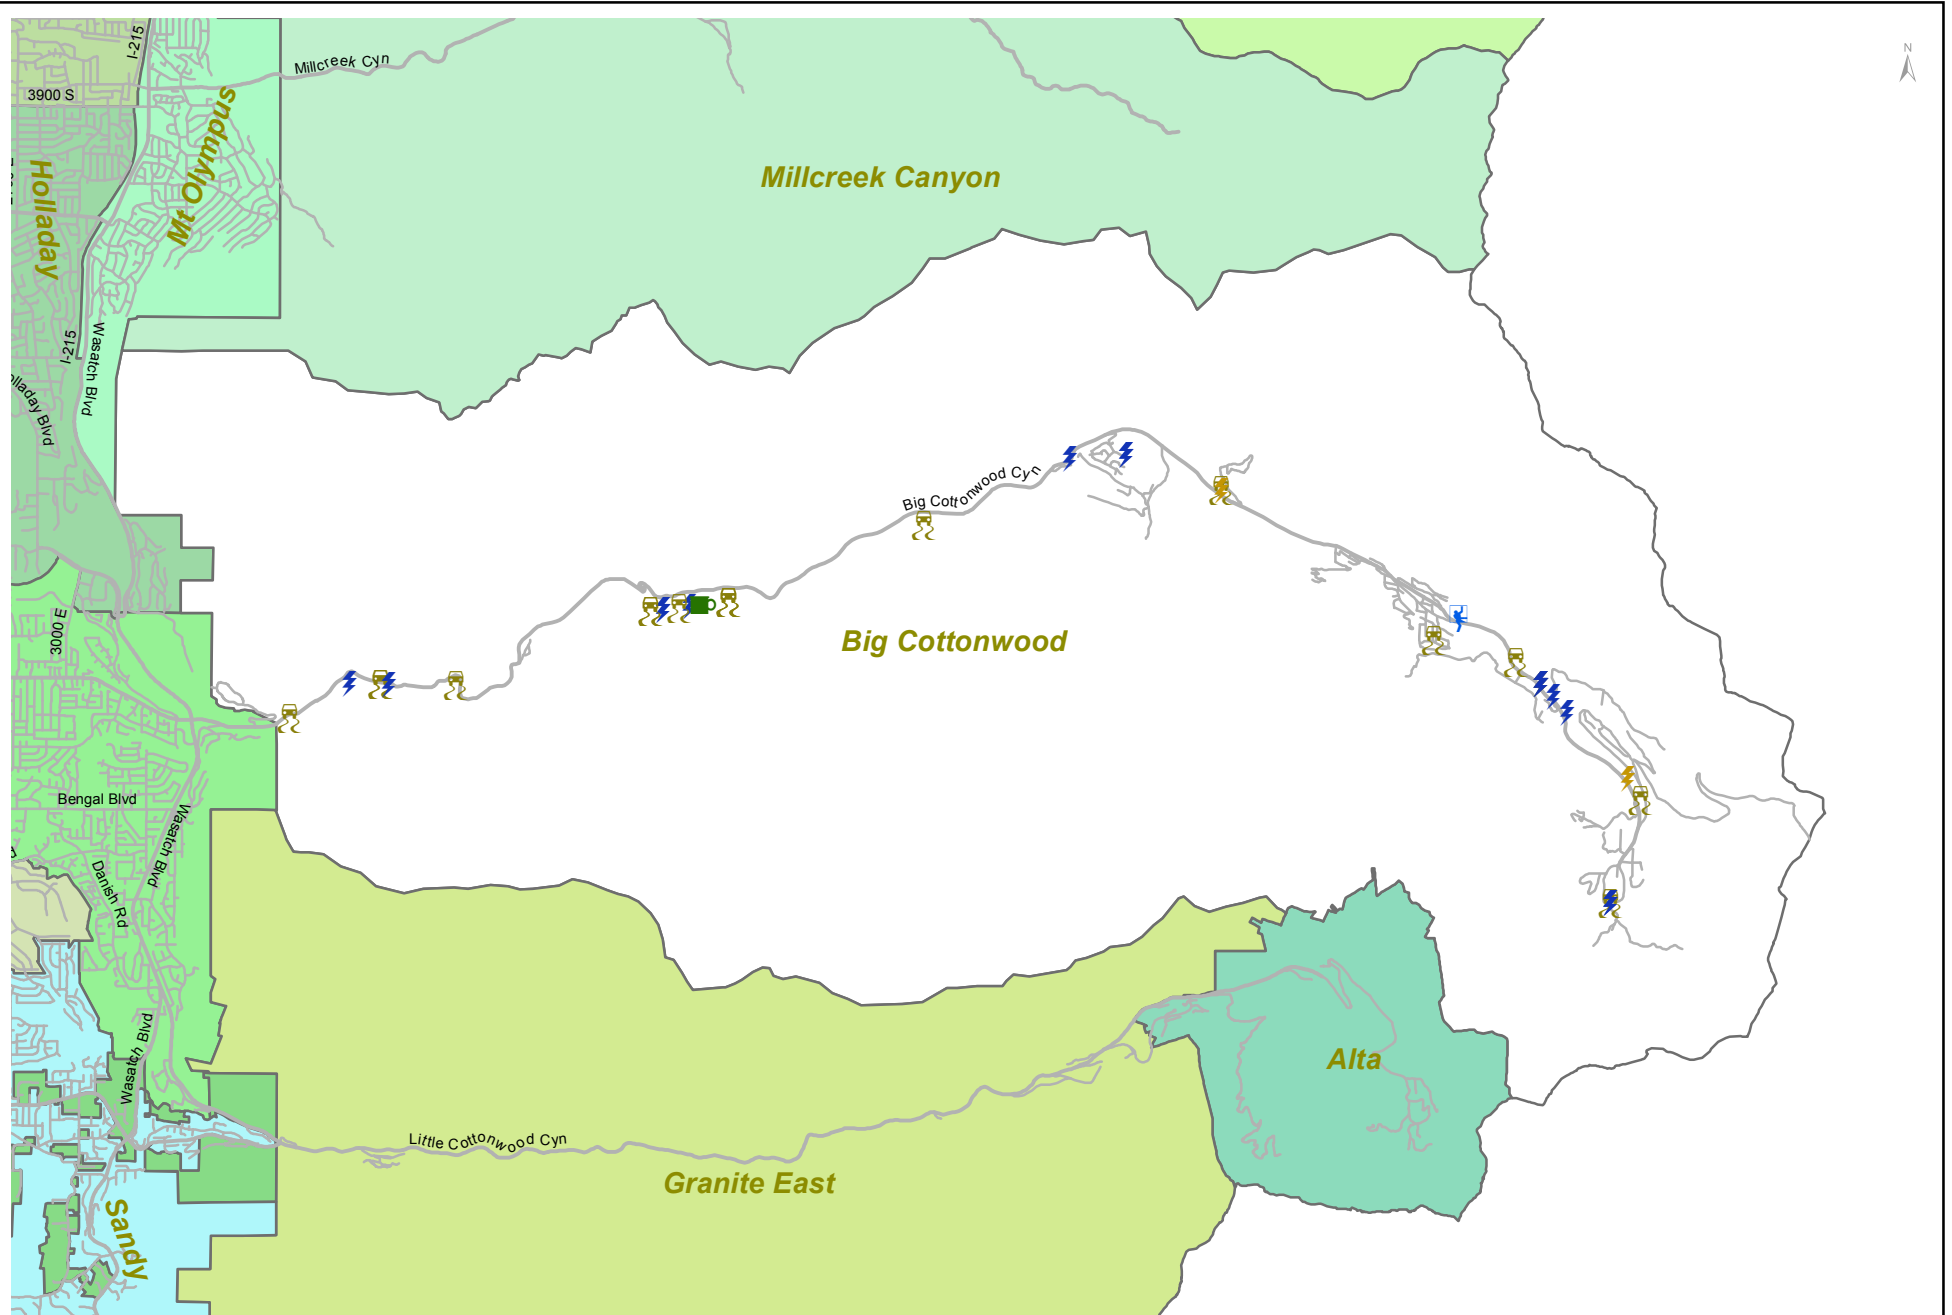 I-215
N
Millcreek Cyn
3900 S
Mt Olympus
Holladay
Millcreek Canyon
I-215
Wasatch Blvd
olladay Blvd
Big Cottonwood Cyn
3000 E
Big Cottonwood
Bengal Blvd
Wasatch Blvd
Danish Rd
Wasatch Blvd
Alta
Little Cottonwood Cyn
Granite East
Sandy